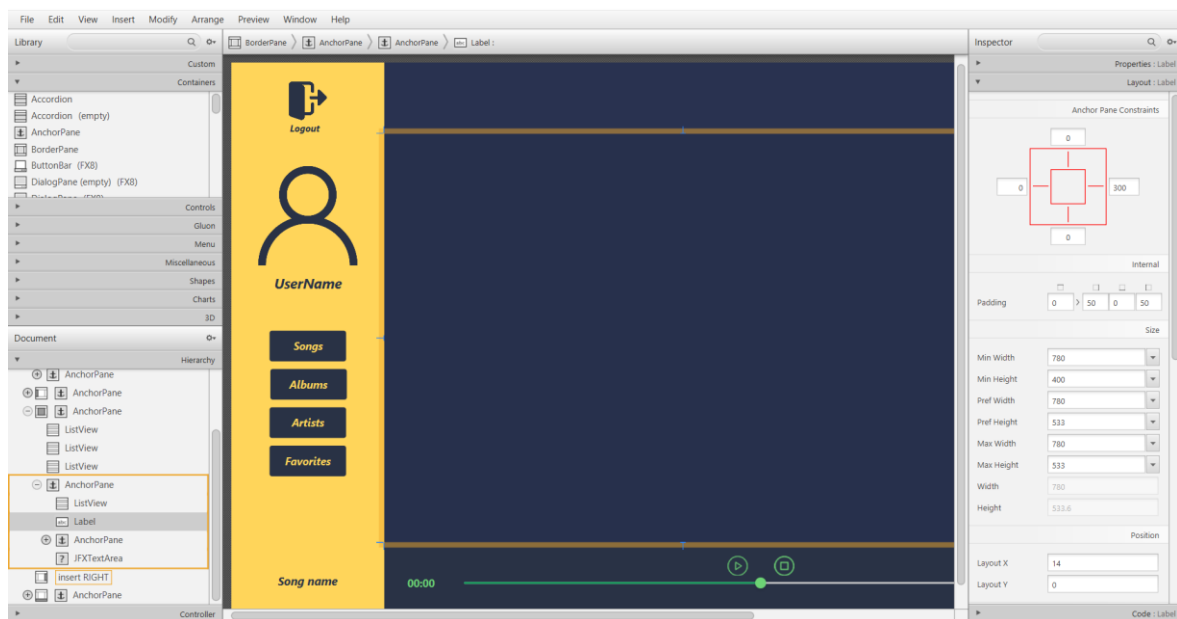 File Edit View Insert Modify Arrange Preview Window Help
Library
BorderPane AnchorPane AnchorPane abc Label :
Inspector
Custom
Containers
Accordion
Accordion (empty)
AnchorPane
BorderPane
ButtonBar (FX8)
DialogPane (empty) (FX8)
Controls
Gluon
Menu
Miscellaneous
Shapes
Charts
3D
Document
Hierarchy
AnchorPane
AnchorPane
AnchorPane
ListView
ListView
ListView
AnchorPane
ListView
abc Label
AnchorPane
? JFXTextArea
insert RIGHT
AnchorPane
Controller
Logout
UserName
Songs
Albums
Artists
Favorites
Song name
00:00
Properties : Label
Layout : Label
Anchor Pane Constraints
0
0 300
0
Internal
Padding 0 50 0 50
Size
Min Width 780
Min Height 400
Pref Width 780
Pref Height 533
Max Width 780
Max Height 533
Width 780
Height 533.6
Position
Layout X 14
Layout Y 0
Code : Label